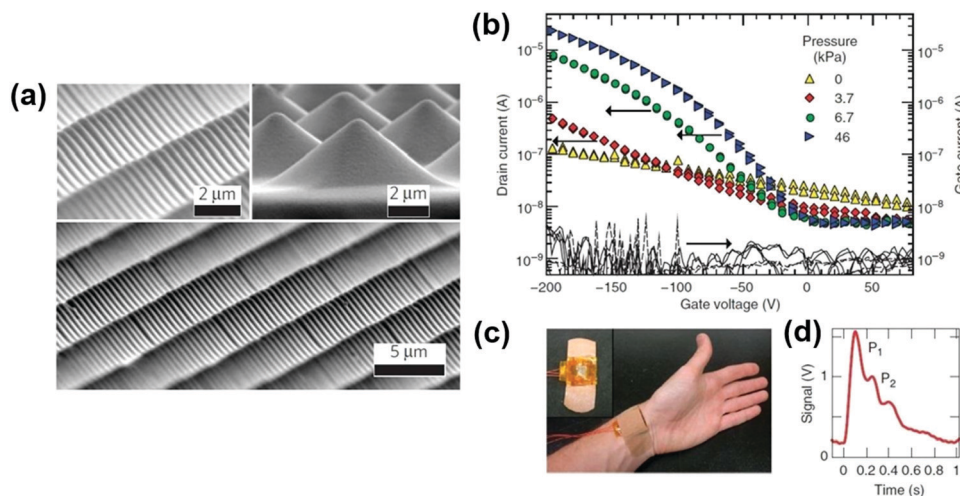 (a)
2 μm
2 μm
5 μm
(b)
10⁻⁵
10⁻⁶
10⁻⁷
10⁻⁸
10⁻⁹
Drain current (A)
Pressure
(kPa)
0
3.7
6.7
46
10⁻⁵
10⁻⁶
10⁻⁷
10⁻⁸
10⁻⁹
Gate current (A)
−200 −150 −100 −50 0 50
Gate voltage (V)
(c)
(d)
Signal (V)
1
0
P₁
P₂
0 0.2 0.4 0.6 0.8 1
Time (s)